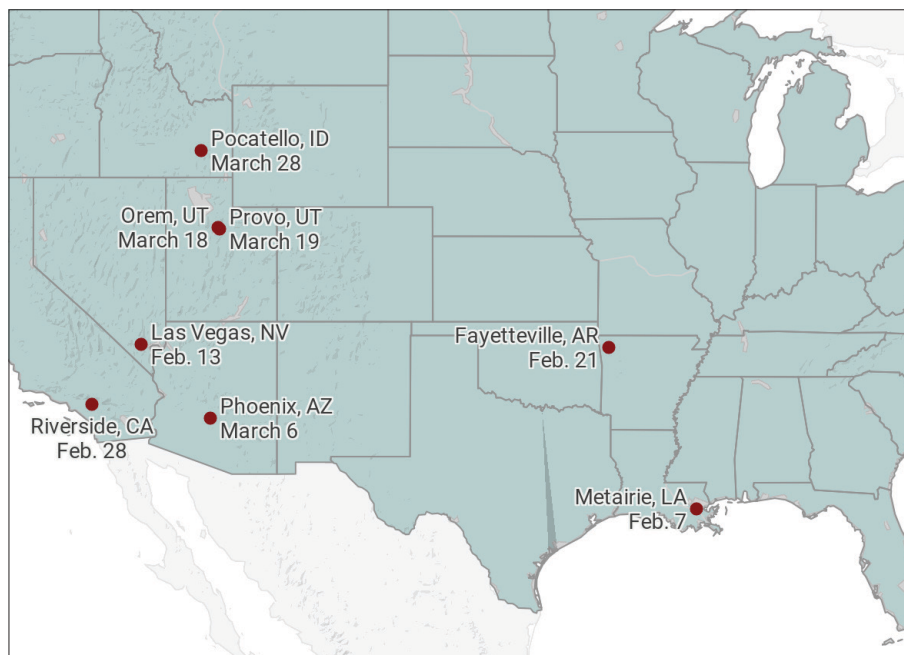 Pocatello, ID
March 28
Orem, UT
March 18
Provo, UT
March 19
Las Vegas, NV
Feb. 13
Fayetteville, AR
Feb. 21
Riverside, CA
Feb. 28
Phoenix, AZ
March 6
Metairie, LA
Feb. 7